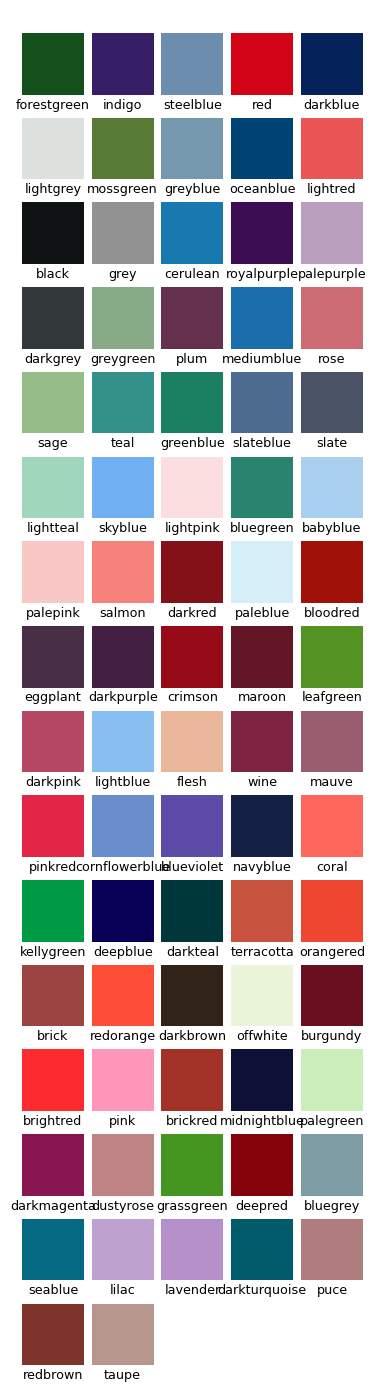 forestgreen indigo steelblue red darkblue
lightgrey mossgreen greyblue oceanblue lightred
black grey cerulean royalpurple palepurple
darkgrey greygreen plum mediumblue rose
sage teal greenblue slateblue slate
lightteal skyblue lightpink bluegreen babyblue
palepink salmon darkred paleblue bloodred
eggplant darkpurple crimson maroon leafgreen
darkpink lightblue flesh wine mauve
pinkred cornflowerblue blueviolet navyblue coral
kellygreen deepblue darkteal terracotta orangered
brick redorange darkbrown offwhite burgundy
brightred pink brickred midnightblue palegreen
darkmagenta dustyrose grassgreen deepred bluegrey
seablue lilac lavender darkturquoise puce
redbrown taupe